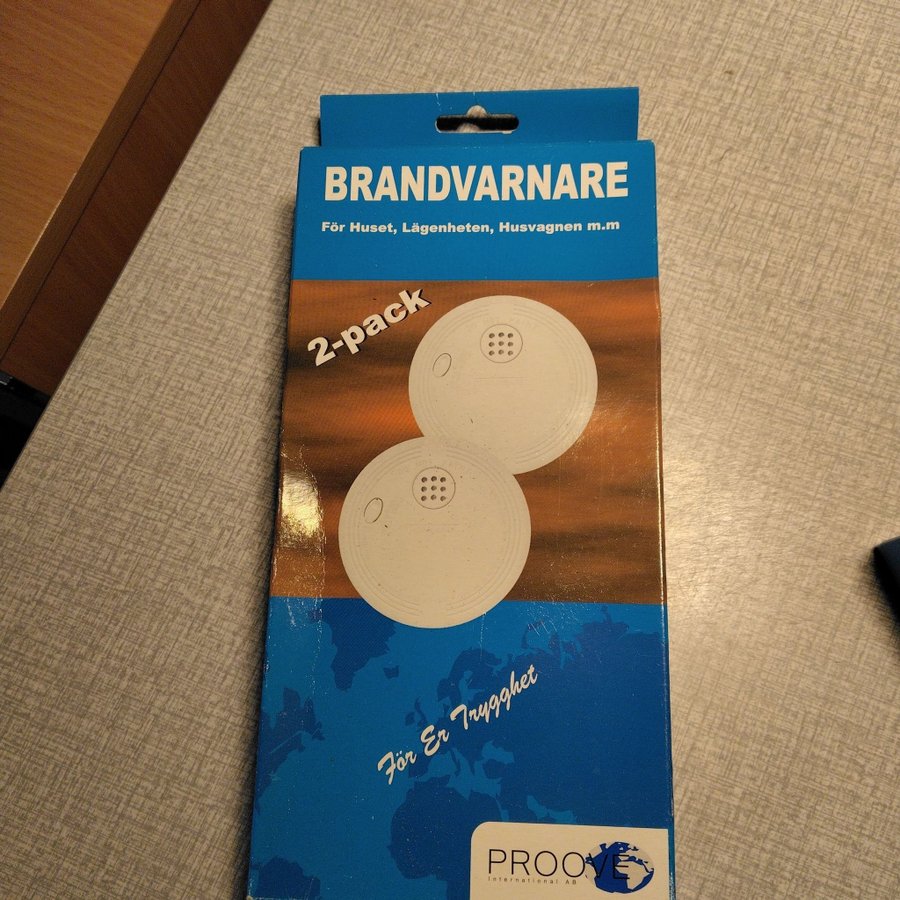 BRANDVARNARE
För Huset, Lägenheten, Husvagnen m.m
2-pack
För Er Trygghet
PROOVE
International AB